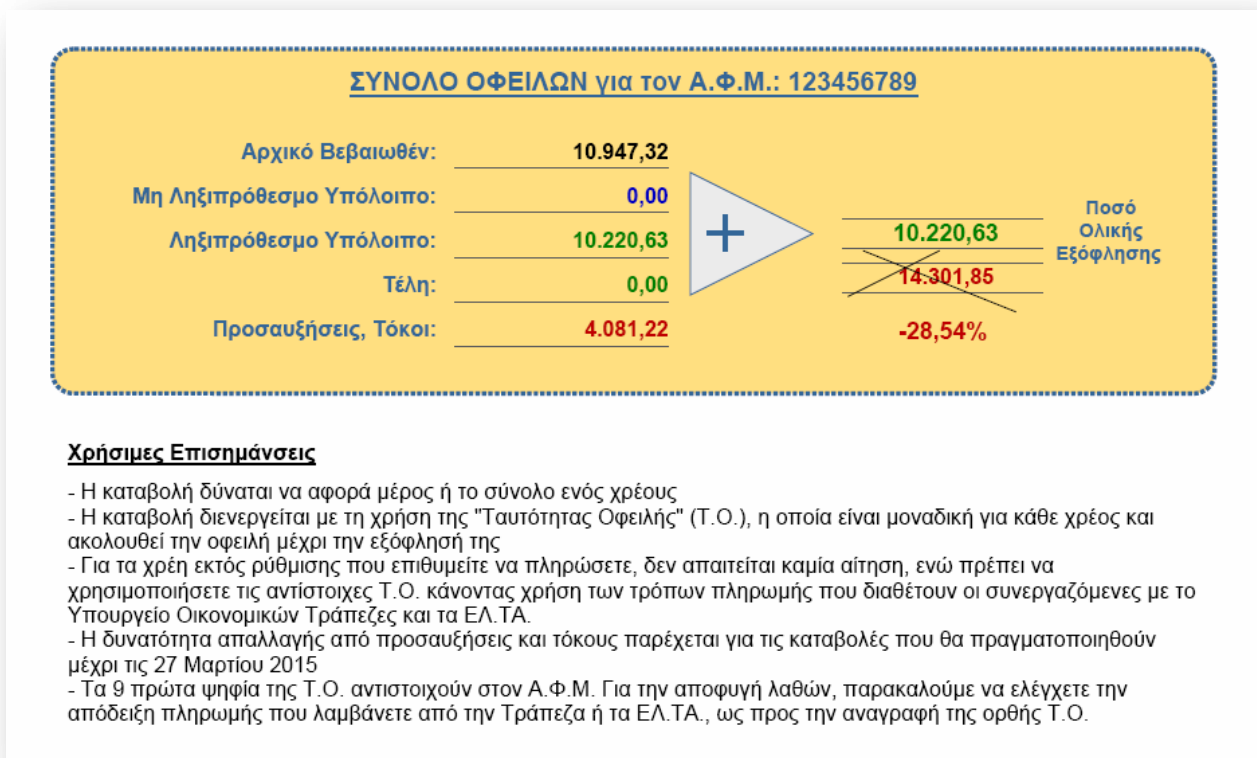 ΣΥΝΟΛΟ ΟΦΕΙΛΩΝ για τον Α.Φ.Μ.: 123456789
Αρχικό Βεβαιωθέν: 10.947,32
Μη Ληξιπρόθεσμο Υπόλοιπο: 0,00
Ληξιπρόθεσμο Υπόλοιπο: 10.220,63
Τέλη: 0,00
Προσαυξήσεις, Τόκοι: 4.081,22
+
10.220,63
14.301,85
-28,54%
Ποσό
Ολικής
Εξόφλησης
Χρήσιμες Επισημάνσεις
- Η καταβολή δύναται να αφορά μέρος ή το σύνολο ενός χρέους
- Η καταβολή διενεργείται με τη χρήση της "Ταυτότητας Οφειλής" (Τ.Ο.), η οποία είναι μοναδική για κάθε χρέος και
ακολουθεί την οφειλή μέχρι την εξόφλησή της
- Για τα χρέη εκτός ρύθμισης που επιθυμείτε να πληρώσετε, δεν απαιτείται καμία αίτηση, ενώ πρέπει να
χρησιμοποιήσετε τις αντίστοιχες Τ.Ο. κάνοντας χρήση των τρόπων πληρωμής που διαθέτουν οι συνεργαζόμενες με το
Υπουργείο Οικονομικών Τράπεζες και τα ΕΛ.ΤΑ.
- Η δυνατότητα απαλλαγής από προσαυξήσεις και τόκους παρέχεται για τις καταβολές που θα πραγματοποιηθούν
μέχρι τις 27 Μαρτίου 2015
- Τα 9 πρώτα ψηφία της Τ.Ο. αντιστοιχούν στον Α.Φ.Μ. Για την αποφυγή λαθών, παρακαλούμε να ελέγχετε την
απόδειξη πληρωμής που λαμβάνετε από την Τράπεζα ή τα ΕΛ.ΤΑ., ως προς την αναγραφή της ορθής Τ.Ο.